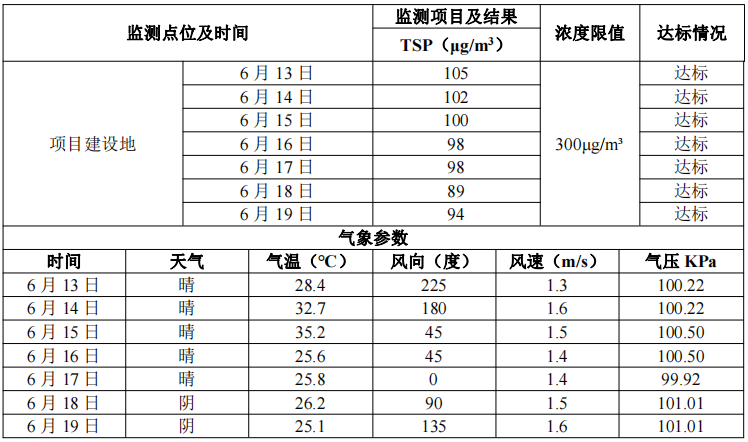 监测点位及时间 监测项目及结果 浓度限值 达标情况
TSP（μg/m³）
项目建设地 6 月 13 日 105 300μg/m³ 达标
6 月 14 日 102 达标
6 月 15 日 100 达标
6 月 16 日 98 达标
6 月 17 日 98 达标
6 月 18 日 89 达标
6 月 19 日 94 达标
气象参数
时间 天气 气温（℃） 风向（度） 风速（m/s） 气压 KPa
6 月 13 日 晴 28.4 225 1.3 100.22
6 月 14 日 晴 32.7 180 1.6 100.22
6 月 15 日 晴 35.2 45 1.5 100.50
6 月 16 日 晴 25.6 45 1.4 100.50
6 月 17 日 晴 25.8 0 1.4 99.92
6 月 18 日 阴 26.2 90 1.5 101.01
6 月 19 日 阴 25.1 135 1.6 101.01